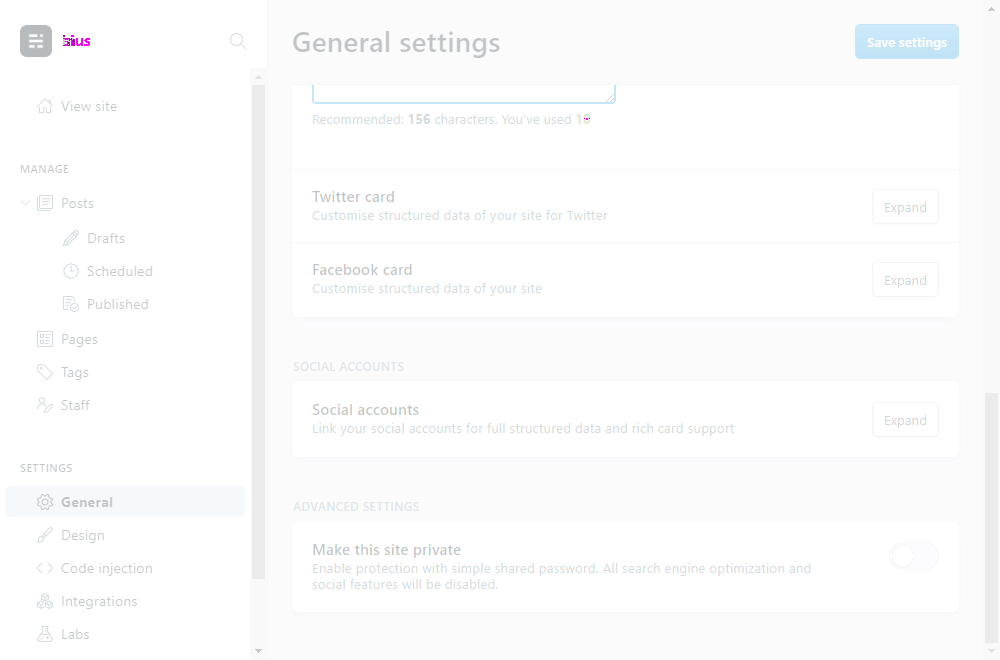 General settings
Save settings
View site
Recommended: 156 characters. You've used
MANAGE
Posts
Drafts
Scheduled
Published
Pages
Tags
Staff
SETTINGS
General
Design
Code injection
Integrations
Labs
Twitter card
Customise structured data of your site for Twitter
Expand
Facebook card
Customise structured data of your site
Expand
SOCIAL ACCOUNTS
Social accounts
Link your social accounts for full structured data and rich card support
Expand
ADVANCED SETTINGS
Make this site private
Enable protection with simple shared password. All search engine optimization and
social features will be disabled.